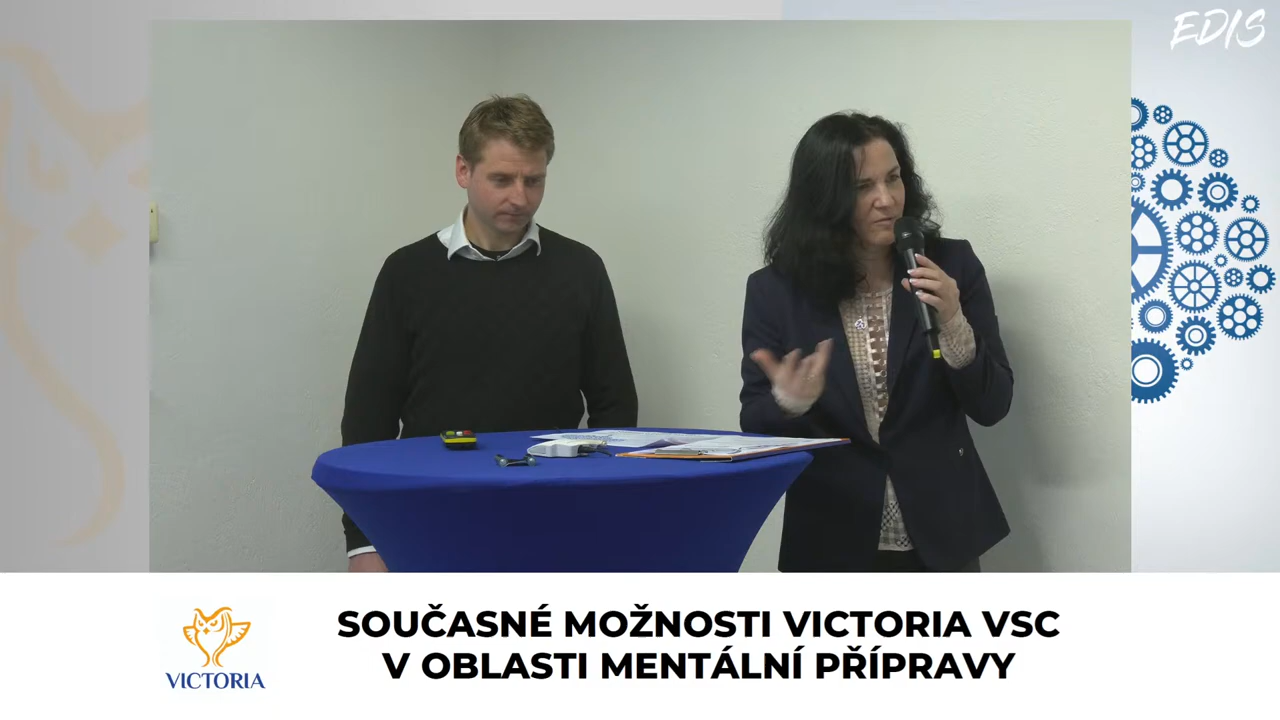 EDIS
SOUČASNÉ MOŽNOSTI VICTORIA VSC
V OBLASTI MENTÁLNÍ PŘÍPRAVY
VICTORIA